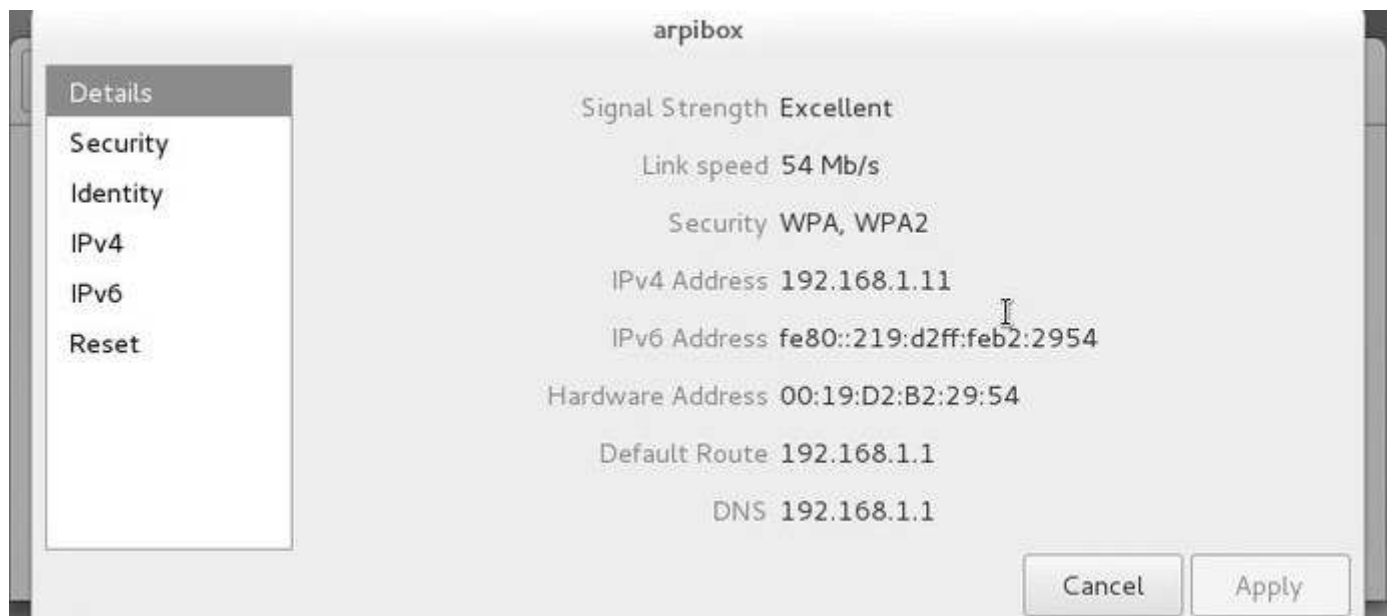 arpibox
Details
Security
Identity
IPv4
IPv6
Reset
Signal Strength Excellent
Link speed 54 Mb/s
Security WPA, WPA2
IPv4 Address 192.168.1.11
IPv6 Address fe80::219:d2ff:feb2:2954
Hardware Address 00:19:D2:B2:29:54
Default Route 192.168.1.1
DNS 192.168.1.1
Cancel
Apply